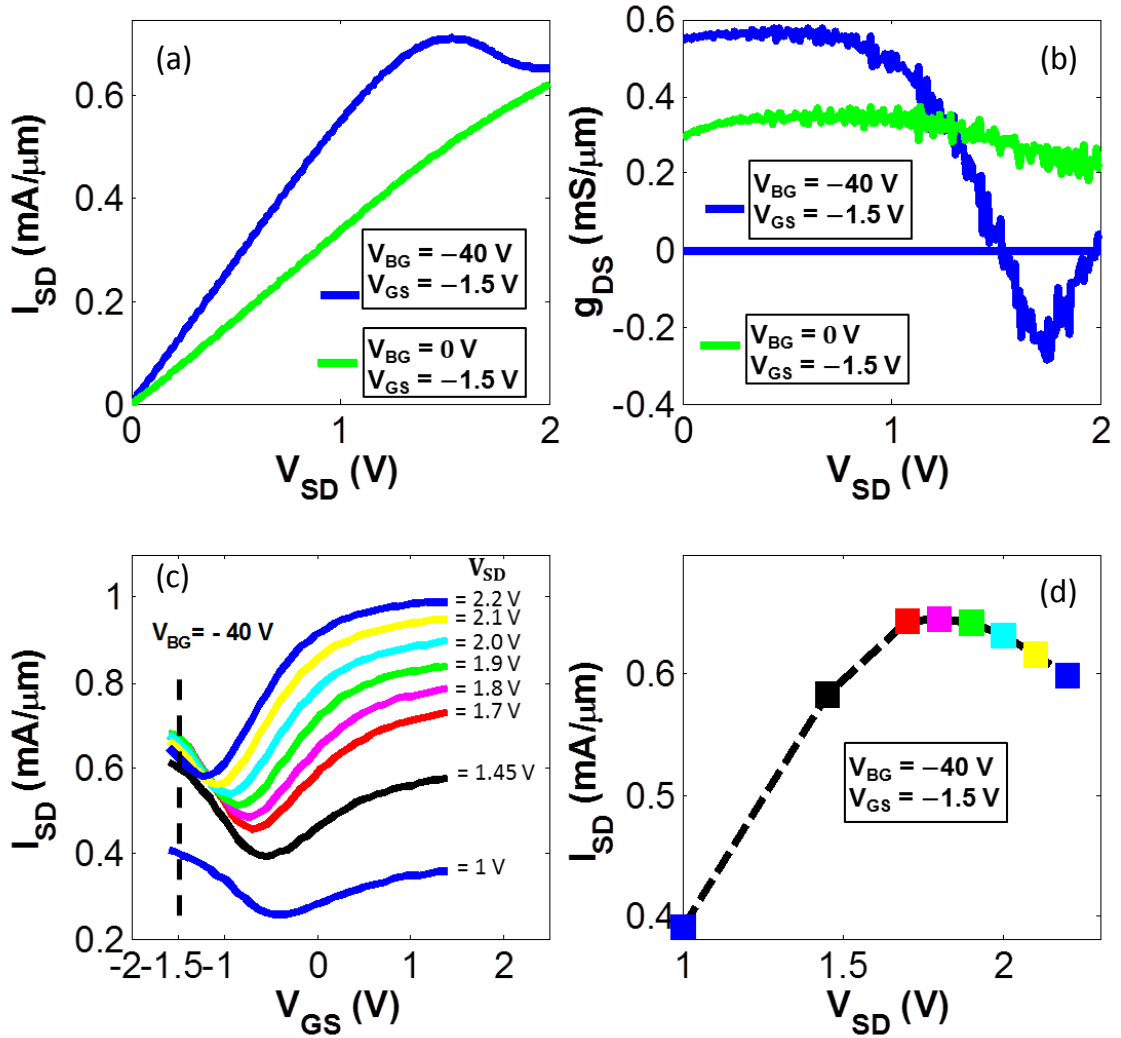 (a)
0.6
0.4
0.2
0
0
1
2
I_SD (mA/μm)
V_SD (V)
V_BG = −40 V
V_GS = −1.5 V
V_BG = 0 V
V_GS = −1.5 V
(b)
0.6
0.4
0.2
0
-0.2
-0.4
0
1
2
g_DS (mS/μm)
V_SD (V)
V_BG = −40 V
V_GS = −1.5 V
V_BG = 0 V
V_GS = −1.5 V
(c)
V_SD
1
0.8
0.6
0.4
0.2
-2
-1.5
-1
0
1
2
I_SD (mA/μm)
V_GS (V)
V_BG = - 40 V
= 2.2 V
= 2.1 V
= 2.0 V
= 1.9 V
= 1.8 V
= 1.7 V
= 1.45 V
= 1 V
(d)
0.6
0.5
0.4
1
1.5
2
I_SD (mA/μm)
V_SD (V)
V_BG = −40 V
V_GS = −1.5 V